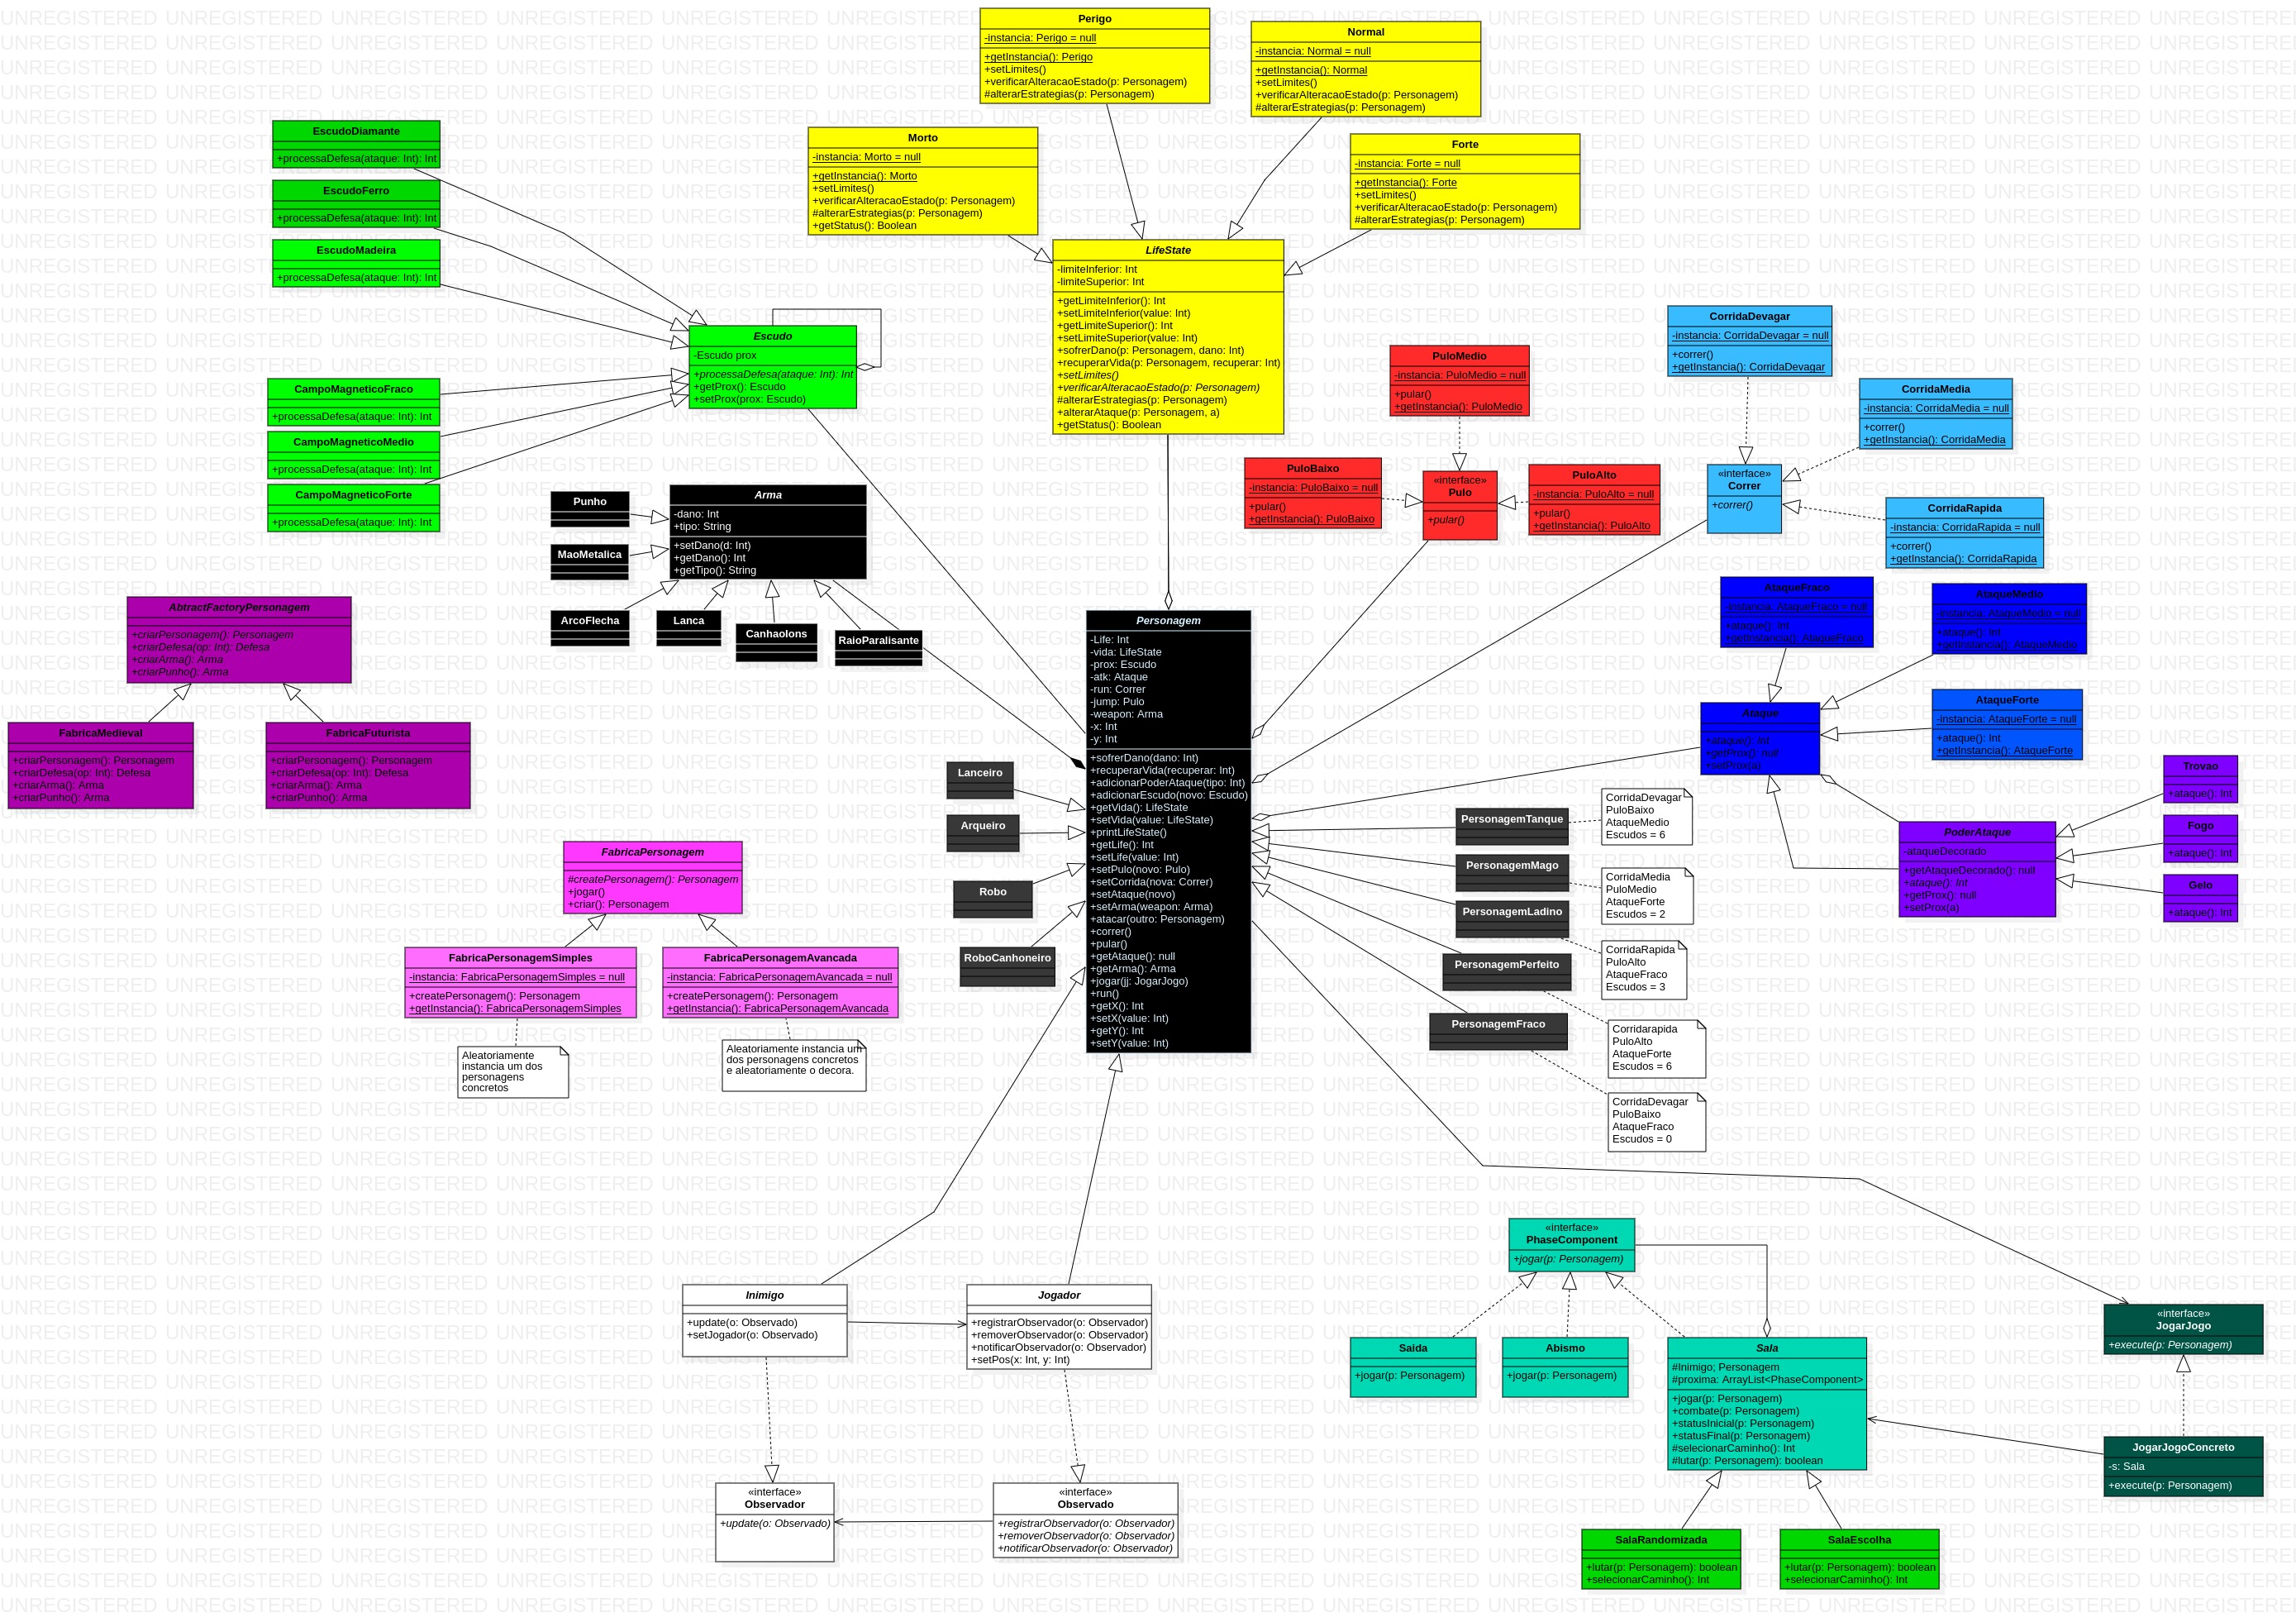 Perigo
-instancia: Perigo = null
+getInstancia(): Perigo
+setLimites()
+verificarAlteracaoEstado(p: Personagem)
#alterarEstrategias(p: Personagem)
Normal
-instancia: Normal = null
+getInstancia(): Normal
+setLimites()
+verificarAlteracaoEstado(p: Personagem)
#alterarEstrategias(p: Personagem)
Morto
-instancia: Morto = null
+getInstancia(): Morto
+setLimites()
+verificarAlteracaoEstado(p: Personagem)
#alterarEstrategias(p: Personagem)
+getStatus(): Boolean
Forte
-instancia: Forte = null
+getInstancia(): Forte
+setLimites()
+verificarAlteracaoEstado(p: Personagem)
#alterarEstrategias(p: Personagem)
EscudoDiamante
+processaDefesa(ataque: Int): Int
EscudoFerro
+processaDefesa(ataque: Int): Int
EscudoMadeira
+processaDefesa(ataque: Int): Int
LifeState
-limiteInferior: Int
-limiteSuperior: Int
+getLimiteInferior(): Int
+setLimiteInferior(value: Int)
+getLimiteSuperior(): Int
+setLimiteSuperior(value: Int)
+sofrerDano(p: Personagem, dano: Int)
+recuperarVida(p: Personagem, recuperar: Int)
+setLimites()
+verificarAlteracaoEstado(p: Personagem)
#alterarEstrategias(p: Personagem)
+alterarAtaque(p: Personagem, a)
+getStatus(): Boolean
Escudo
-Escudo prox
+processaDefesa(ataque: Int): Int
+getProx(): Escudo
+setProx(prox: Escudo)
CampoMagneticoFraco
+processaDefesa(ataque: Int): Int
CampoMagneticoMedio
+processaDefesa(ataque: Int): Int
CampoMagneticoForte
+processaDefesa(ataque: Int): Int
PuloMedio
-instancia: PuloMedio = null
+pular()
+getInstancia(): PuloMedio
PuloBaixo
-instancia: PuloBaixo = null
+pular()
+getInstancia(): PuloBaixo
«interface»
Pulo
+pular()
PuloAlto
-instancia: PuloAlto = null
+pular()
+getInstancia(): PuloAlto
CorridaDevagar
-instancia: CorridaDevagar = null
+correr()
+getInstancia(): CorridaDevagar
CorridaMedia
-instancia: CorridaMedia = null
+correr()
+getInstancia(): CorridaMedia
«interface»
Correr
+correr()
CorridaRapida
-instancia: CorridaRapida = null
+correr()
+getInstancia(): CorridaRapida
Punho
MaoMetalica
Arma
-dano: Int
+tipo: String
+setDano(d: Int)
+getDano(): Int
+getTipo(): String
ArcoFlecha
Lanca
CanhaoIons
RaioParalisante
AbtractFactoryPersonagem
+criarPersonagem(): Personagem
+criarDefesa(op: Int): Defesa
+criarArma(): Arma
+criarPunho(): Arma
FabricaMedieval
+criarPersonagem(): Personagem
+criarDefesa(op: Int): Defesa
+criarArma(): Arma
+criarPunho(): Arma
FabricaFuturista
+criarPersonagem(): Personagem
+criarDefesa(op: Int): Defesa
+criarArma(): Arma
+criarPunho(): Arma
Personagem
-Life: Int
-vida: LifeState
-prox: Escudo
-atk: Ataque
-run: Correr
-jump: Pulo
-weapon: Arma
-x: Int
-y: Int
+sofrerDano(dano: Int)
+recuperarVida(recuperar: Int)
+adicionarPoderAtaque(tipo: Int)
+adicionarEscudo(novo: Escudo)
+getVida(): LifeState
+setVida(value: LifeState)
+printLifeState()
+getLife(): Int
+setLife(value: Int)
+setPulo(novo: Pulo)
+setCorrida(nova: Correr)
+setAtaque(novo)
+setArma(weapon: Arma)
+atacar(outro: Personagem)
+correr()
+pular()
+getAtaque(): null
+getArma(): Arma
+jogar(jj: JogarJogo)
+run()
+getX(): Int
+setX(value: Int)
+getY(): Int
+setY(value: Int)
AtaqueFraco
-instancia: AtaqueFraco = null
+ataque(): Int
+getInstancia(): AtaqueFraco
AtaqueMedio
-instancia: AtaqueMedio = null
+ataque(): Int
+getInstancia(): AtaqueMedio
Ataque
+ataque(): Int
+getProx(): null
+setProx(a)
AtaqueForte
-instancia: AtaqueForte = null
+ataque(): Int
+getInstancia(): AtaqueForte
Trovao
+ataque(): Int
Fogo
+ataque(): Int
Gelo
+ataque(): Int
PoderAtaque
-ataqueDecorado
+getAtaqueDecorado(): null
+ataque(): Int
+getProx(): null
+setProx(a)
Lanceiro
Arqueiro
Robo
RoboCanhoneiro
PersonagemTanque
CorridaDevagar
PuloBaixo
AtaqueMedio
Escudos = 6
PersonagemMago
CorridaMedia
PuloMedio
AtaqueForte
Escudos = 2
PersonagemLadino
CorridaRapida
PuloAlto
AtaqueFraco
Escudos = 3
PersonagemPerfeito
Corridarapida
PuloAlto
AtaqueForte
Escudos = 6
PersonagemFraco
CorridaDevagar
PuloBaixo
AtaqueFraco
Escudos = 0
FabricaPersonagem
#createPersonagem(): Personagem
+jogar()
+criar(): Personagem
FabricaPersonagemSimples
-instancia: FabricaPersonagemSimples = null
+createPersonagem(): Personagem
+getInstancia(): FabricaPersonagemSimples
FabricaPersonagemAvancada
-instancia: FabricaPersonagemAvancada = null
+createPersonagem(): Personagem
+getInstancia(): FabricaPersonagemAvancada
Aleatoriamente
instancia um dos
personagens
concretos
Aleatoriamente instancia um
dos personagens concretos
e aleatoriamente o decora.
Inimigo
+update(o: Observado)
+setJogador(o: Observado)
Jogador
+registrarObservador(o: Observador)
+removerObservador(o: Observador)
+notificarObservador(o: Observador)
+setPos(x: Int, y: Int)
«interface»
Observador
+update(o: Observado)
«interface»
Observado
+registrarObservador(o: Observador)
+removerObservador(o: Observador)
+notificarObservador(o: Observador)
«interface»
PhaseComponent
+jogar(p: Personagem)
Saida
+jogar(p: Personagem)
Abismo
+jogar(p: Personagem)
Sala
#Inimigo; Personagem
#proxima: ArrayList<PhaseComponent>
+jogar(p: Personagem)
+combate(p: Personagem)
+statusInicial(p: Personagem)
+statusFinal(p: Personagem)
#selecionarCaminho(): Int
#lutar(p: Personagem): boolean
«interface»
JogarJogo
+execute(p: Personagem)
JogarJogoConcreto
-s: Sala
+execute(p: Personagem)
SalaRandomizada
+lutar(p: Personagem): boolean
+selecionarCaminho(): Int
SalaEscolha
+lutar(p: Personagem): boolean
+selecionarCaminho(): Int